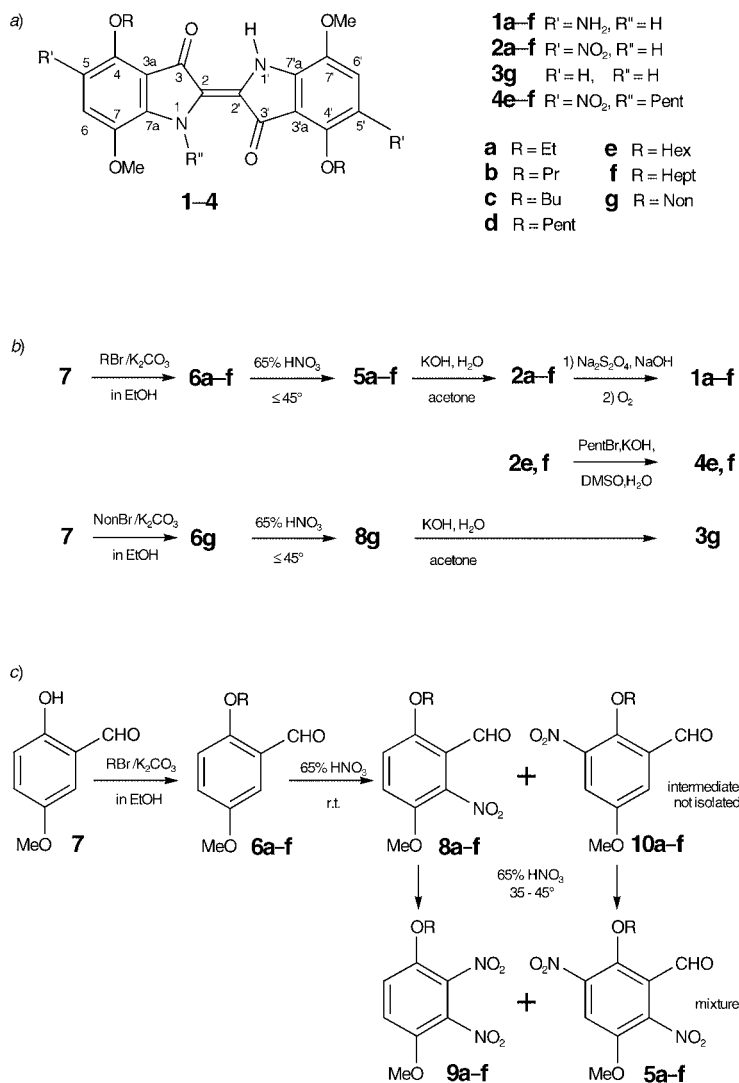 a)
OR
R'
5
4
3a
O
3
2
H
N
1'
7'a
OMe
7'
6'
6
7
7a
1
N
R''
OMe
2'
3'
O
3'a
4'
5'
R'
OR
1–4
1a–f R' = NH₂, R'' = H
2a–f R' = NO₂, R'' = H
3g R' = H, R'' = H
4e–f R' = NO₂, R'' = Pent
a R = Et e R = Hex
b R = Pr f R = Hept
c R = Bu g R = Non
d R = Pent
b)
7 RBr/K₂CO₃ in EtOH 6a–f 65% HNO₃ ≤ 45° 5a–f KOH, H₂O acetone 2a–f 1) Na₂S₂O₄, NaOH 2) O₂ 1a–f
2e, f PentBr, KOH, DMSO, H₂O 4e, f
7 NonBr/K₂CO₃ in EtOH 6g 65% HNO₃ ≤ 45° 8g KOH, H₂O acetone 3g
c)
OH
CHO
MeO
7
RBr/K₂CO₃
in EtOH
OR
CHO
MeO
6a–f
65% HNO₃
r.t.
OR
CHO
NO₂
MeO
8a–f
+
OR
O₂N
CHO
MeO
10a–f
intermediate
not isolated
65% HNO₃
35 - 45°
OR
NO₂
NO₂
MeO
9a–f
+
OR
O₂N
CHO
NO₂
MeO
5a–f
mixture